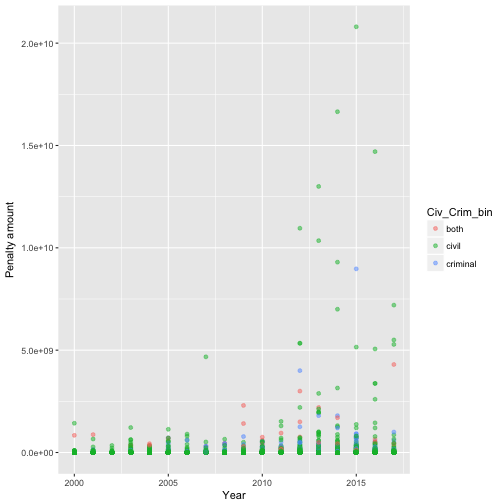 2.0e+10
1.5e+10
1.0e+10
5.0e+09
0.0e+00
Penalty amount
2000
2005
2010
2015
Year
Civ_Crim_bin
both
civil
criminal